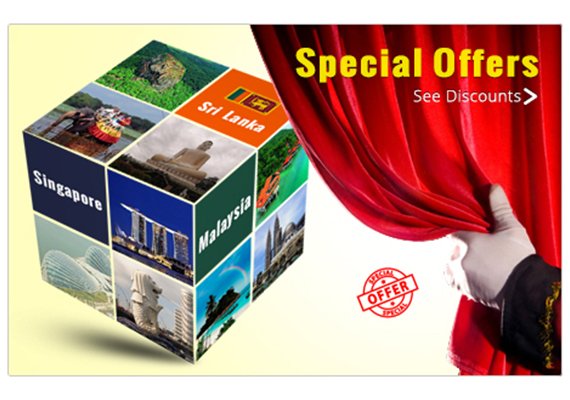 Special Offers
See Discounts
Sri Lanka
Singapore
Malaysia
SPECIAL
OFFER
SPECIAL